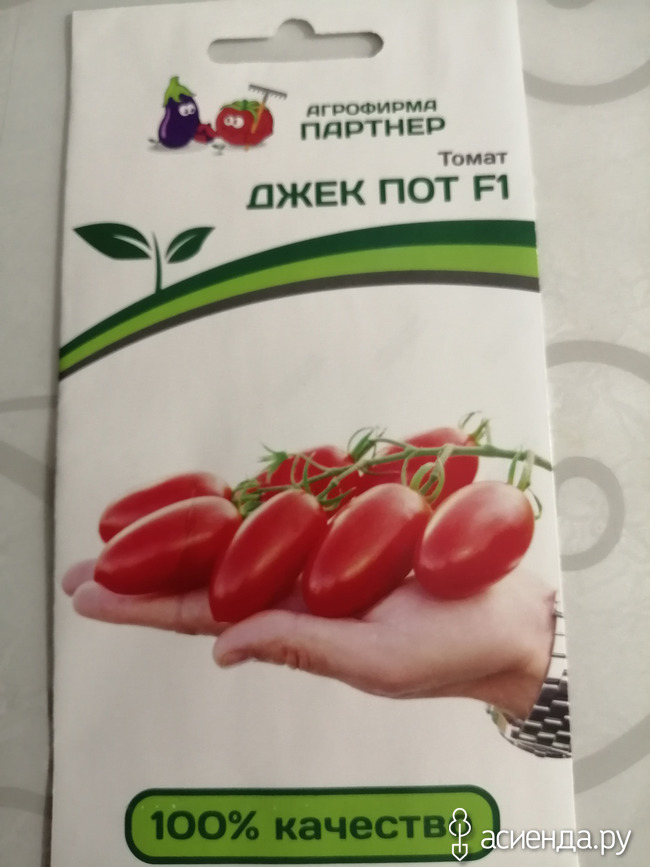 АГРОФИРМА
ПАРТНЕР
Томат
ДЖЕК ПОТ F1
100% качество
асиенда.ру